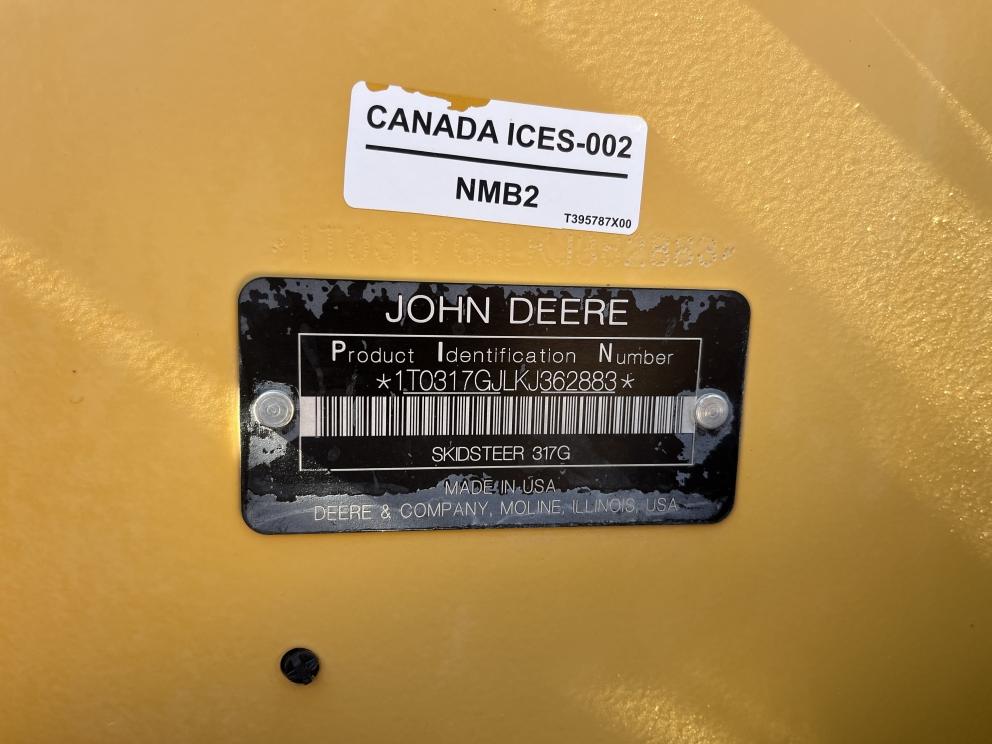 CANADA ICES-002
NMB2
T395787X00
JOHN DEERE
Product Identification Number
*1T0317GJLKJ362883*
SKIDSTEER 317G
MADE IN USA
DEERE & COMPANY, MOLINE, ILLINOIS, USA